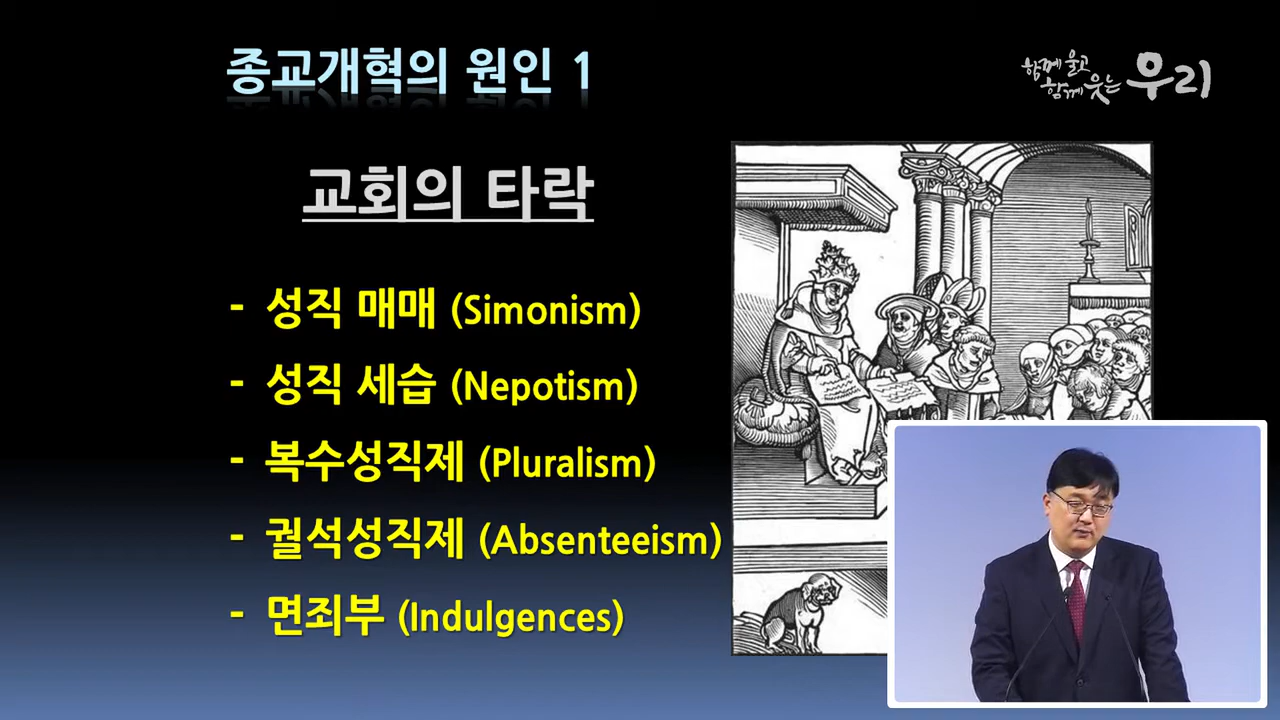 종교개혁의 원인 1
함께 울고
함께 웃는 우리
교회의 타락
- 성직 매매 (Simonism)
- 성직 세습 (Nepotism)
- 복수성직제 (Pluralism)
- 궐석성직제 (Absenteeism)
- 면죄부 (Indulgences)